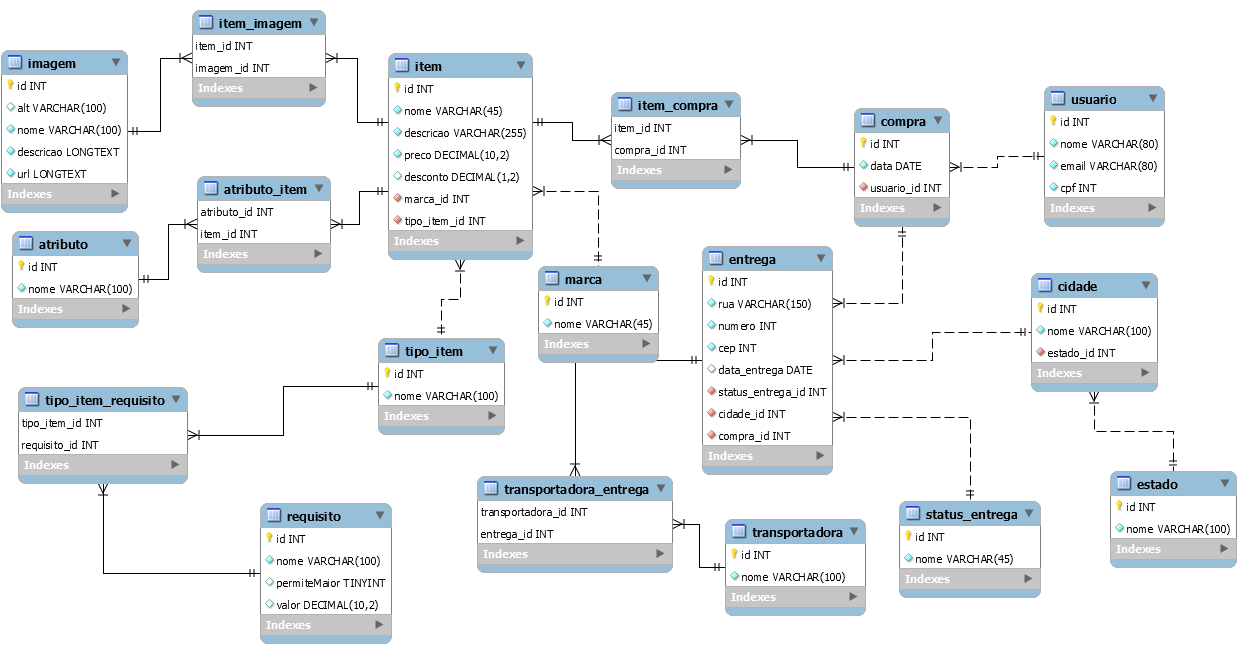 item_imagem
item_id INT
imagem_id INT
Indexes
imagem
id INT
alt VARCHAR(100)
nome VARCHAR(100)
descricao LONGTEXT
url LONGTEXT
Indexes
item
id INT
nome VARCHAR(45)
descricao VARCHAR(255)
preco DECIMAL(10,2)
desconto DECIMAL(1,2)
marca_id INT
tipo_item_id INT
Indexes
item_compra
item_id INT
compra_id INT
Indexes
compra
id INT
data DATE
usuario_id INT
Indexes
usuario
id INT
nome VARCHAR(80)
email VARCHAR(80)
cpf INT
Indexes
atributo_item
atributo_id INT
item_id INT
Indexes
atributo
id INT
nome VARCHAR(100)
Indexes
marca
id INT
nome VARCHAR(45)
Indexes
entrega
id INT
rua VARCHAR(150)
numero INT
cep INT
data_entrega DATE
status_entrega_id INT
cidade_id INT
compra_id INT
Indexes
cidade
id INT
nome VARCHAR(100)
estado_id INT
Indexes
tipo_item
id INT
nome VARCHAR(100)
Indexes
tipo_item_requisito
tipo_item_id INT
requisito_id INT
Indexes
transportadora_entrega
transportadora_id INT
entrega_id INT
Indexes
estado
id INT
nome VARCHAR(100)
Indexes
requisito
id INT
nome VARCHAR(100)
permiteMaior TINYINT
valor DECIMAL(10,2)
Indexes
transportadora
id INT
nome VARCHAR(100)
Indexes
status_entrega
id INT
nome VARCHAR(45)
Indexes